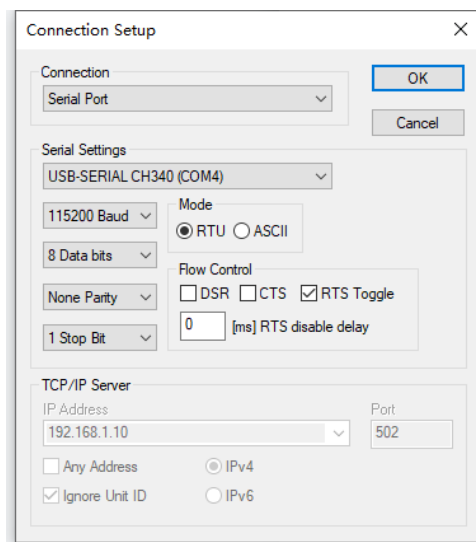 Connection Setup
Connection
OK
Serial Port
Cancel
Serial Settings
USB-SERIAL CH340 (COM4)
115200 Baud
Mode
RTU ASCII
8 Data bits
Flow Control
None Parity
DSR CTS RTS Toggle
0 [ms] RTS disable delay
1 Stop Bit
TCP/IP Server
IP Address Port
192.168.1.10 502
Any Address IPv4
Ignore Unit ID IPv6